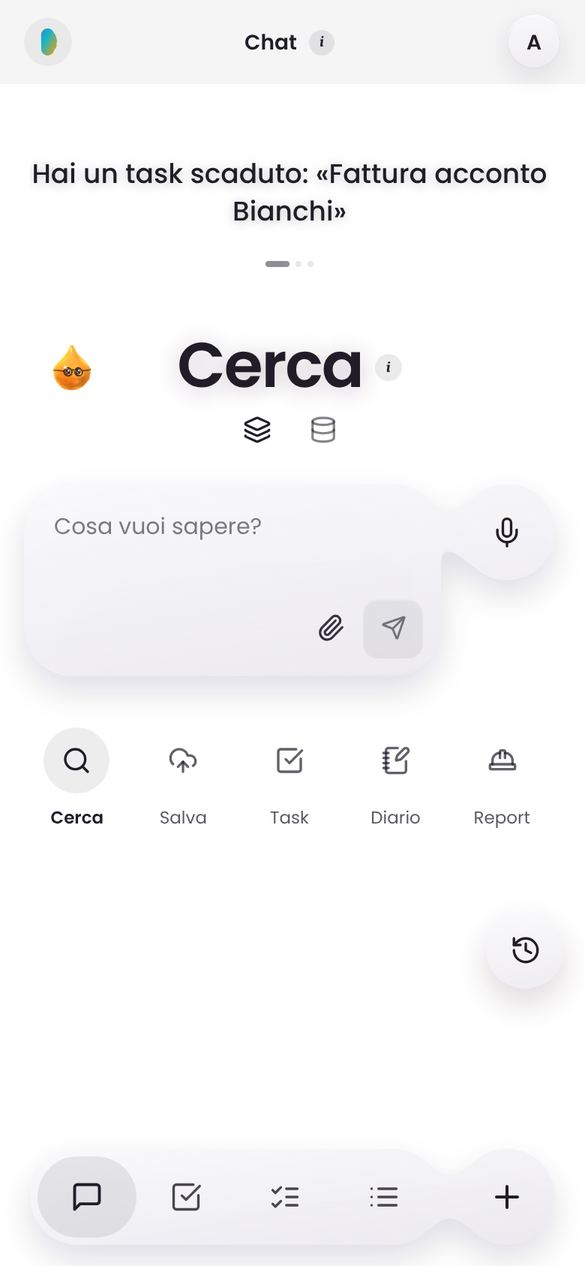 Chat i
A
Hai un task scaduto: «Fattura acconto
Bianchi»
Cerca i
Cosa vuoi sapere?
Cerca Salva Task Diario Report